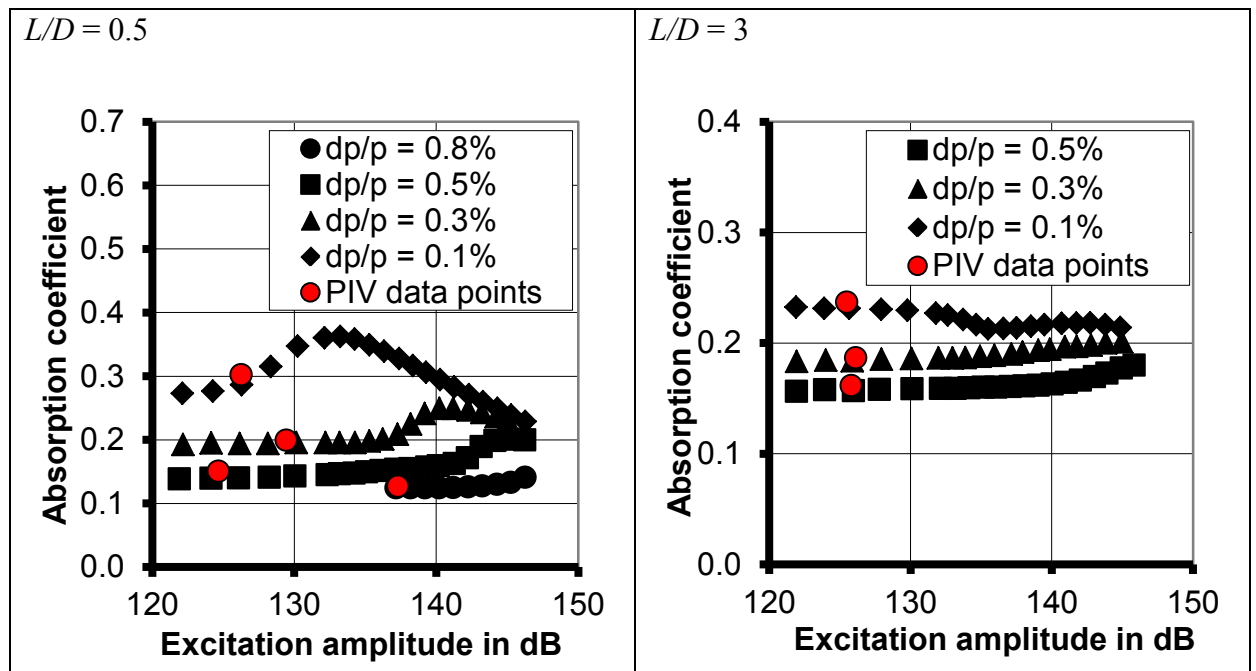 L/D = 0.5
0.7
0.6
0.5
0.4
0.3
0.2
0.1
0.0
Absorption coefficient
dp/p = 0.8%
dp/p = 0.5%
dp/p = 0.3%
dp/p = 0.1%
PIV data points
120
130
140
150
Excitation amplitude in dB
L/D = 3
0.4
0.3
0.2
0.1
0.0
Absorption coefficient
dp/p = 0.5%
dp/p = 0.3%
dp/p = 0.1%
PIV data points
120
130
140
150
Excitation amplitude in dB